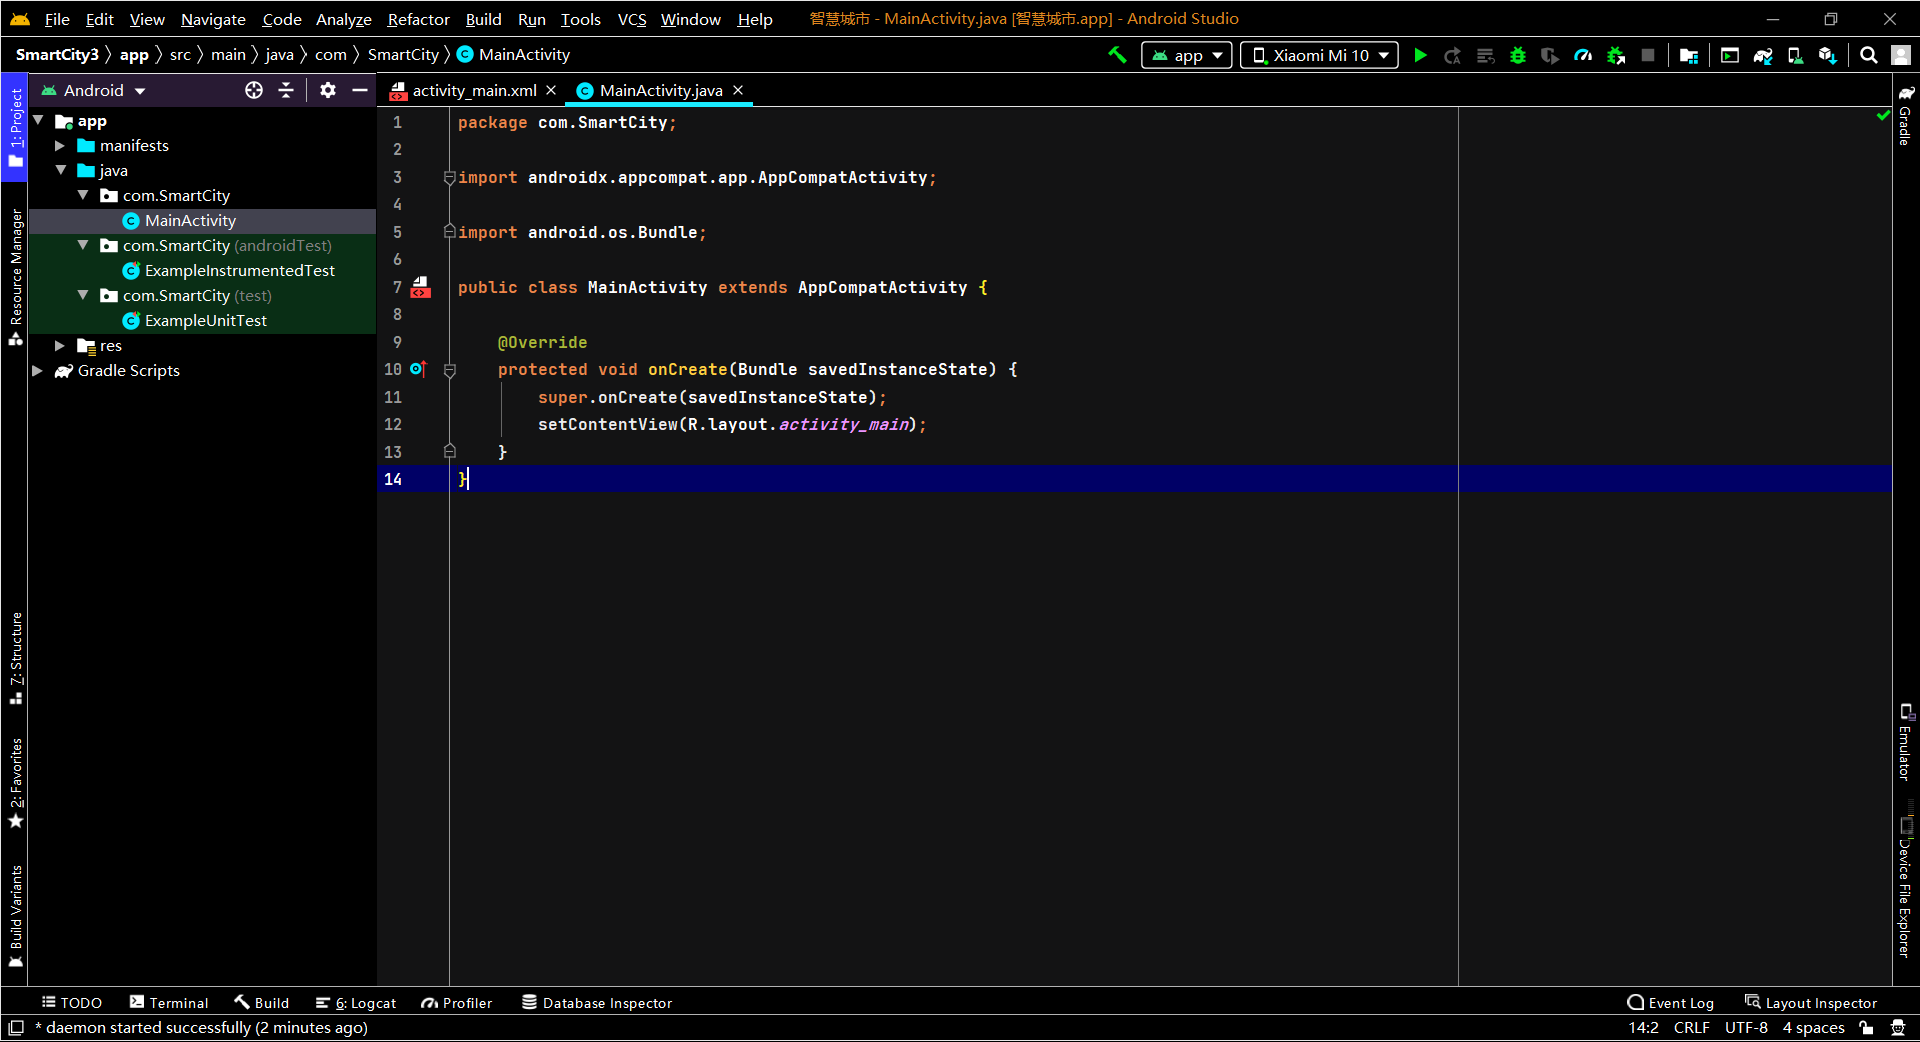 File Edit View Navigate Code Analyze Refactor Build Run Tools VCS Window Help 智慧城市 - MainActivity.java [智慧城市.app] - Android Studio
SmartCity3 app src main java com SmartCity MainActivity app Xiaomi Mi 10
1: Project
Resource Manager
7: Structure
2: Favorites
Build Variants
Android
app
manifests
java
com.SmartCity
MainActivity
com.SmartCity (androidTest)
ExampleInstrumentedTest
com.SmartCity (test)
ExampleUnitTest
res
Gradle Scripts
activity_main.xml MainActivity.java
1 package com.SmartCity;
2
3 import androidx.appcompat.app.AppCompatActivity;
4
5 import android.os.Bundle;
6
7 public class MainActivity extends AppCompatActivity {
8
9 @Override
10 protected void onCreate(Bundle savedInstanceState) {
11 super.onCreate(savedInstanceState);
12 setContentView(R.layout.activity_main);
13 }
14 }
Gradle
Emulator
Device File Explorer
TODO Terminal Build 6: Logcat Profiler Database Inspector Event Log Layout Inspector
* daemon started successfully (2 minutes ago) 14:2 CRLF UTF-8 4 spaces